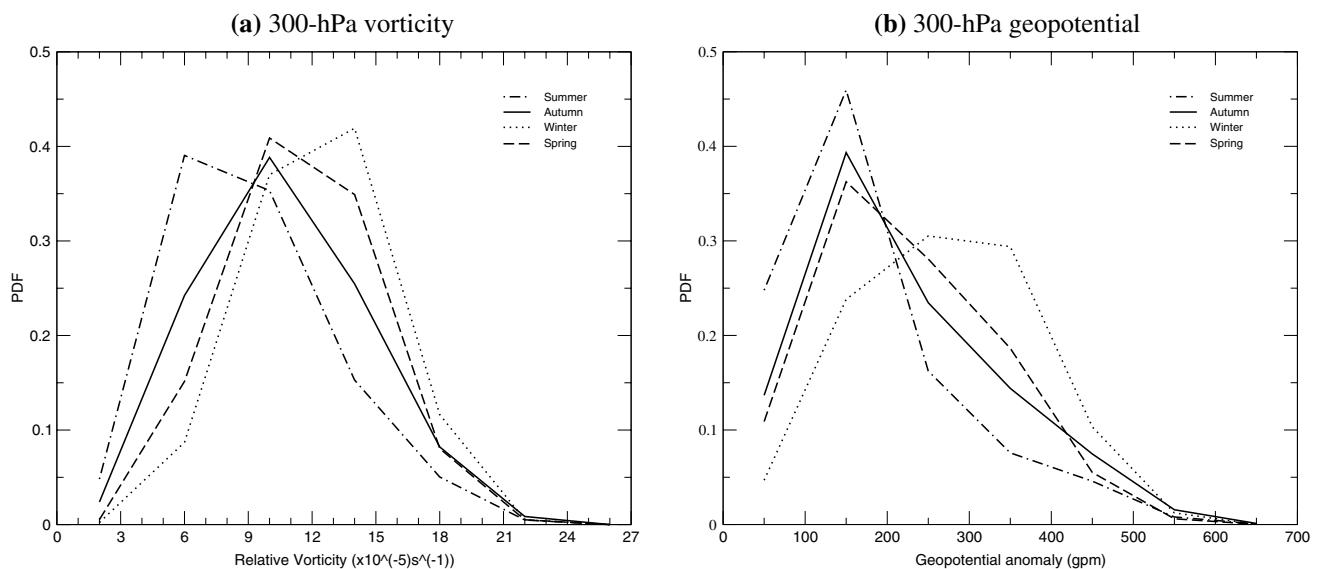 (a) 300-hPa vorticity
0.5
0.4
0.3
0.2
0.1
0
PDF
Summer
Autumn
Winter
Spring
0 3 6 9 12 15 18 21 24 27
Relative Vorticity (x10^(-5)s^(-1))
(b) 300-hPa geopotential
0.5
0.4
0.3
0.2
0.1
0
PDF
Summer
Autumn
Winter
Spring
0 100 200 300 400 500 600 700
Geopotential anomaly (gpm)